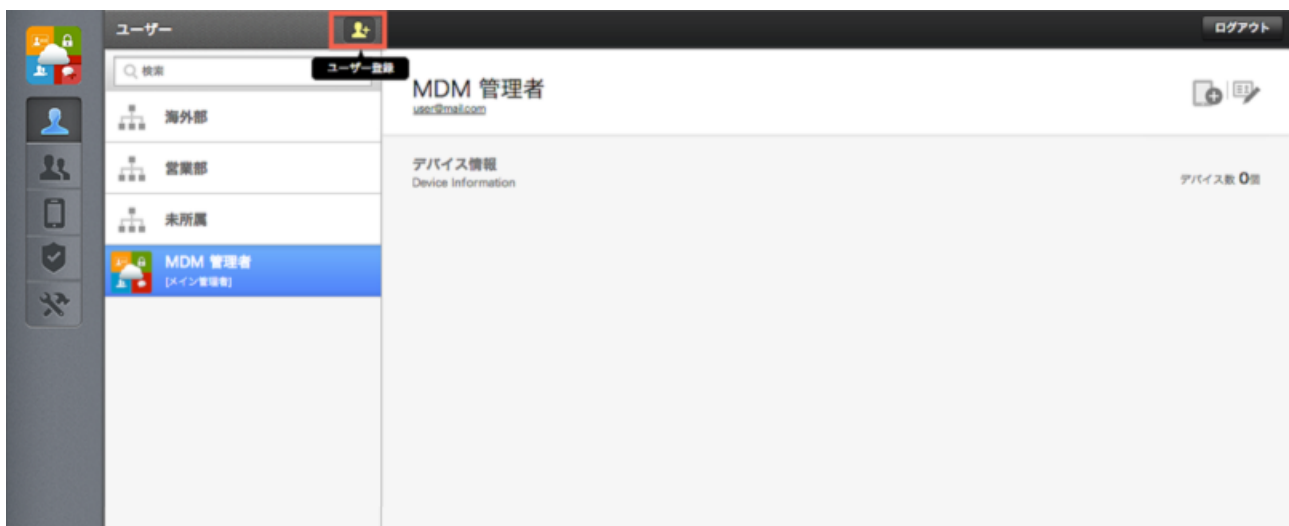 ユーザー
ログアウト
検索
ユーザー登録
MDM 管理者
user@mail.com
海外部
営業部
デバイス情報
Device Information
デバイス数 0個
未所属
MDM 管理者
[メイン管理者]